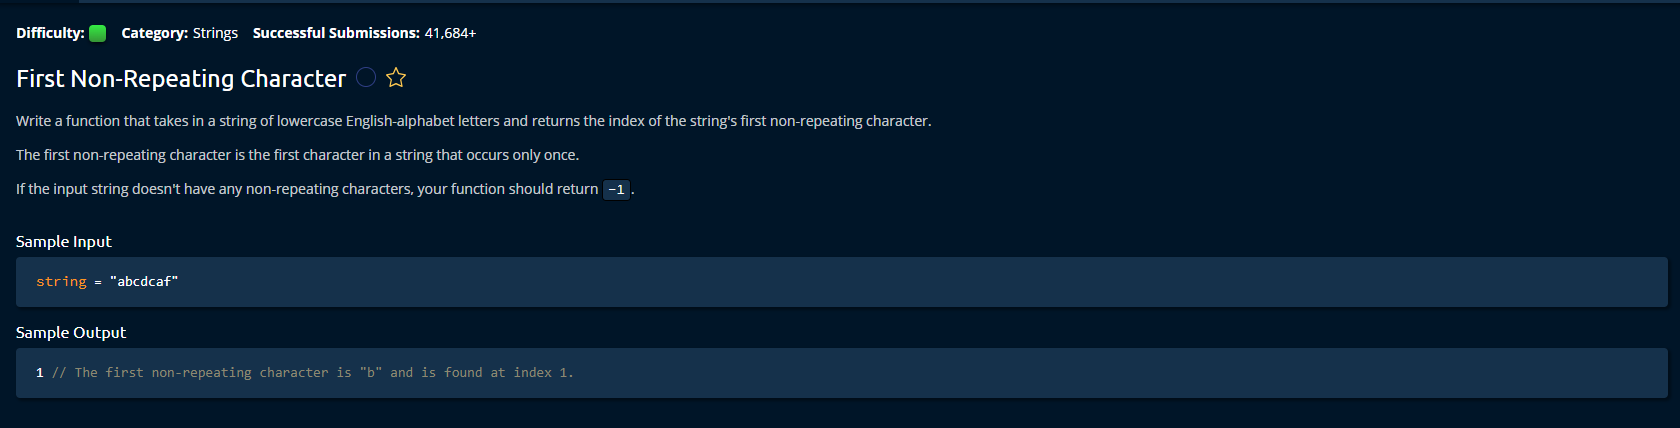 Difficulty: Category: Strings Successful Submissions: 41,684+
First Non-Repeating Character
Write a function that takes in a string of lowercase English-alphabet letters and returns the index of the string's first non-repeating character.
The first non-repeating character is the first character in a string that occurs only once.
If the input string doesn't have any non-repeating characters, your function should return -1 .
Sample Input
string = "abcdcaf"
Sample Output
1 // The first non-repeating character is "b" and is found at index 1.